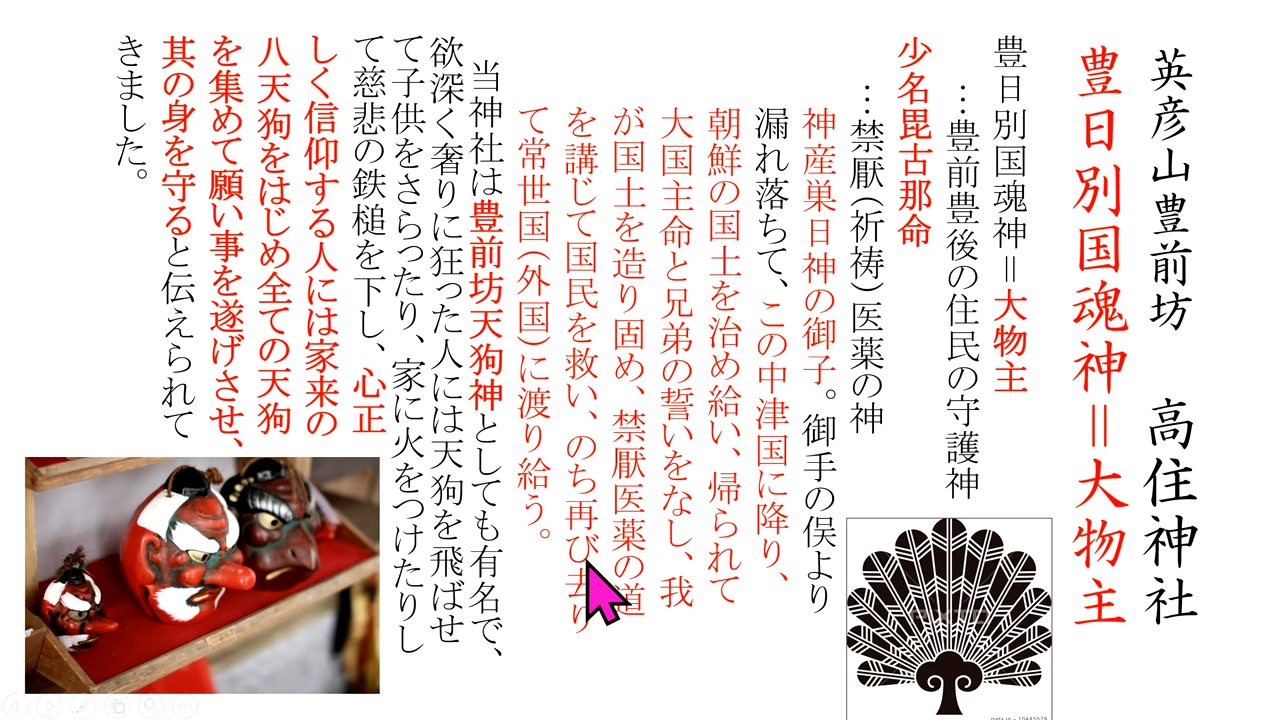 英彦山豊前坊　高住神社
豊日別国魂神＝大物主
豊日別国魂神＝大物主
…豊前豊後の住民の守護神
少名毘古那命
…禁厭(祈祷)医薬の神
神産巣日神の御子。御手の俣より
漏れ落ちて、この中津国に降り、
朝鮮の国土を治め給い、帰られて
大国主命と兄弟の誓いをなし、我
が国土を造り固め、禁厭医薬の道
を講じて国民を救い、のち再び去り
て常世国(外国)に渡り給う。
当神社は豊前坊天狗神としても有名で、
欲深く奢りに狂った人には天狗を飛ばせ
て子供をさらったり、家に火をつけたりし
て慈悲の鉄槌を下し、心正
しく信仰する人には家来の
八天狗をはじめ全ての天狗
を集めて願い事を遂げさせ、
其の身を守ると伝えられて
きました。